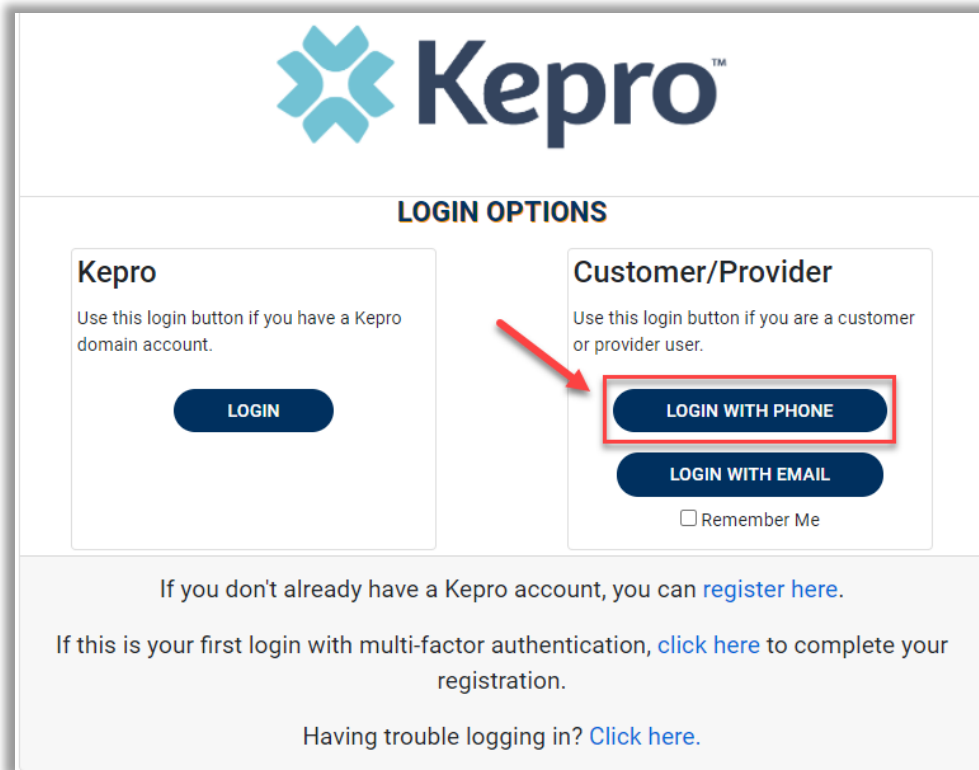 Kepro™
LOGIN OPTIONS
Kepro
Use this login button if you have a Kepro
domain account.
LOGIN
Customer/Provider
Use this login button if you are a customer
or provider user.
LOGIN WITH PHONE
LOGIN WITH EMAIL
Remember Me
If you don't already have a Kepro account, you can register here.
If this is your first login with multi-factor authentication, click here to complete your
registration.
Having trouble logging in? Click here.